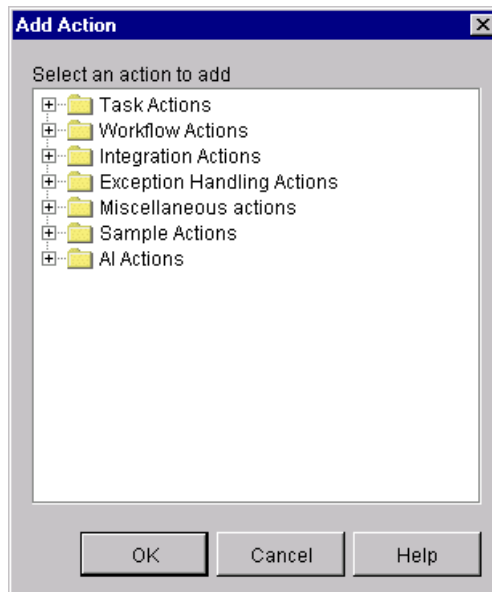 Add Action
Select an action to add
Task Actions
Workflow Actions
Integration Actions
Exception Handling Actions
Miscellaneous actions
Sample Actions
AI Actions
OK Cancel Help